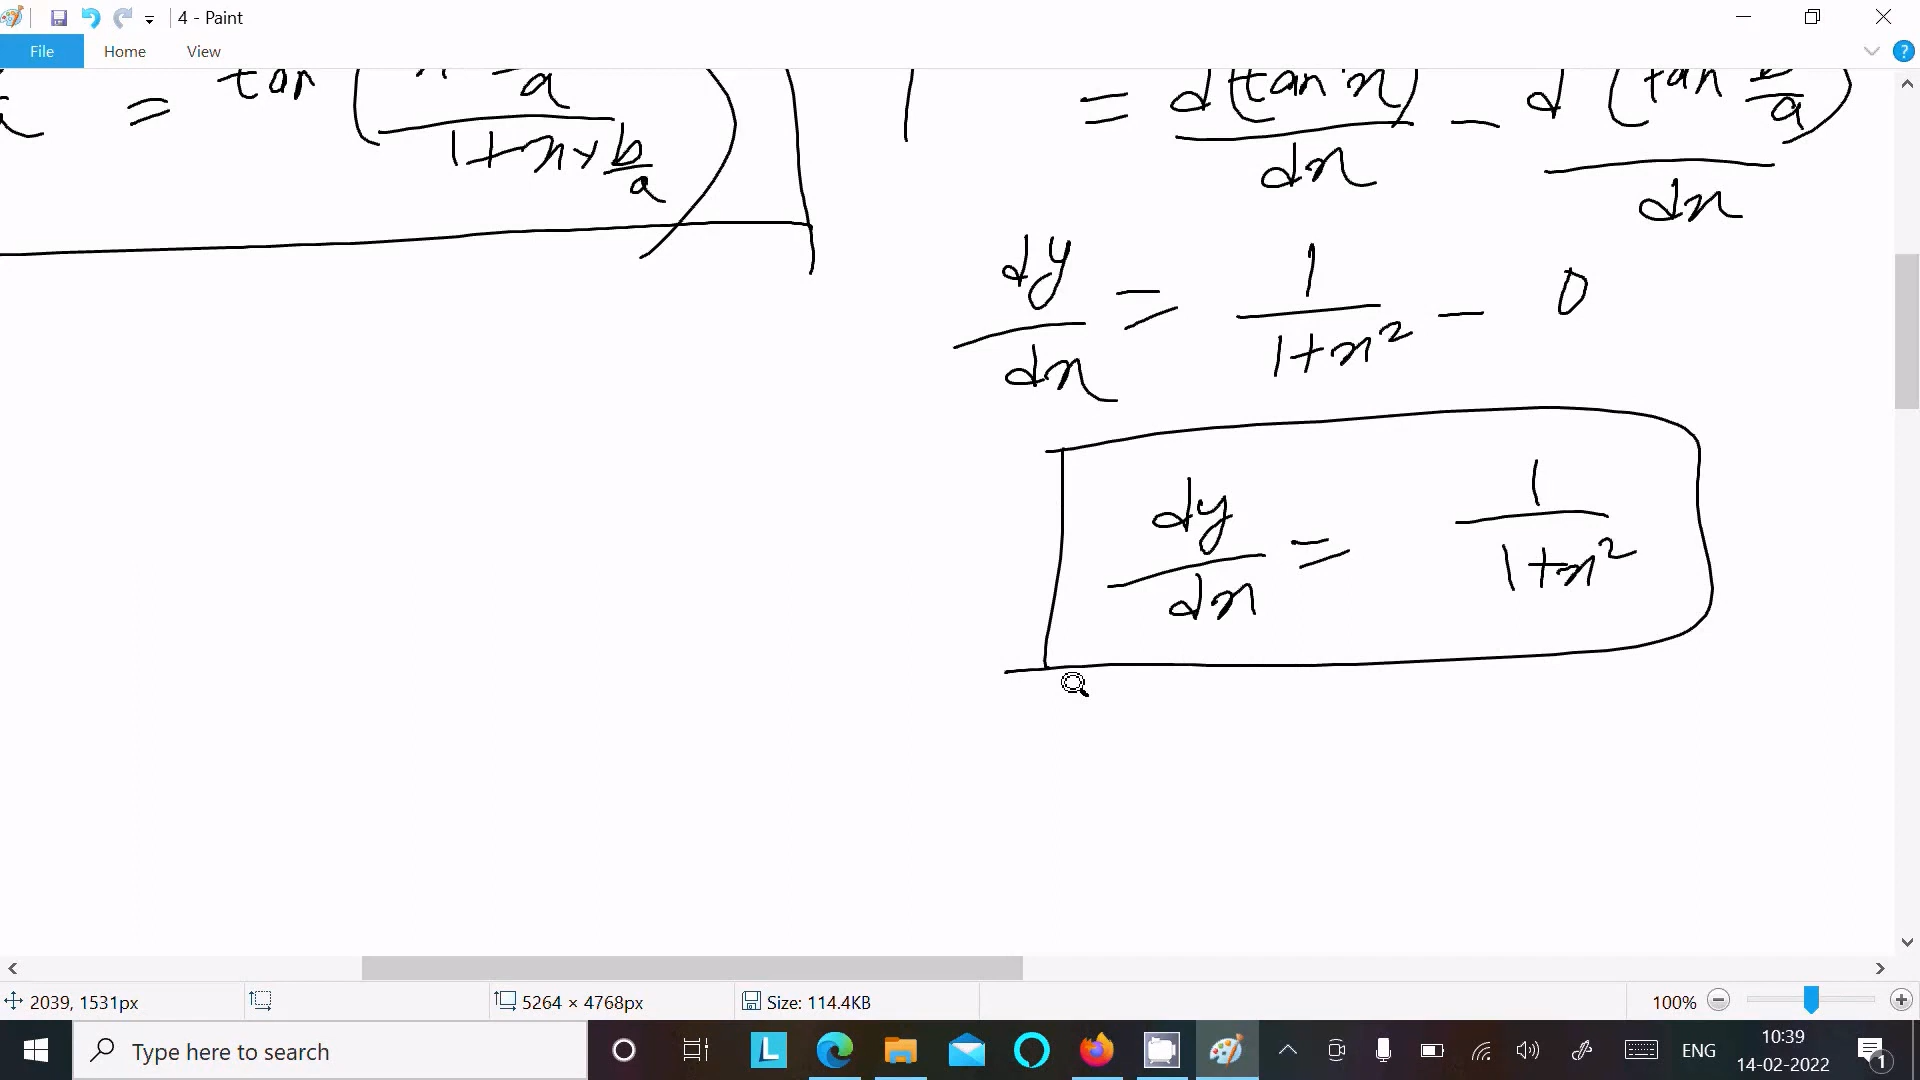 4 - Paint
File Home View
= tan ( a
1+x×b/a )
= d(tan x)/dx - d(tan b/a)/dx
dy/dx = 1/1+x² - 0
dy/dx = 1/1+x²
2039, 1531px
5264 × 4768px
Size: 114.4KB
100%
Type here to search
ENG
10:39
14-02-2022
1